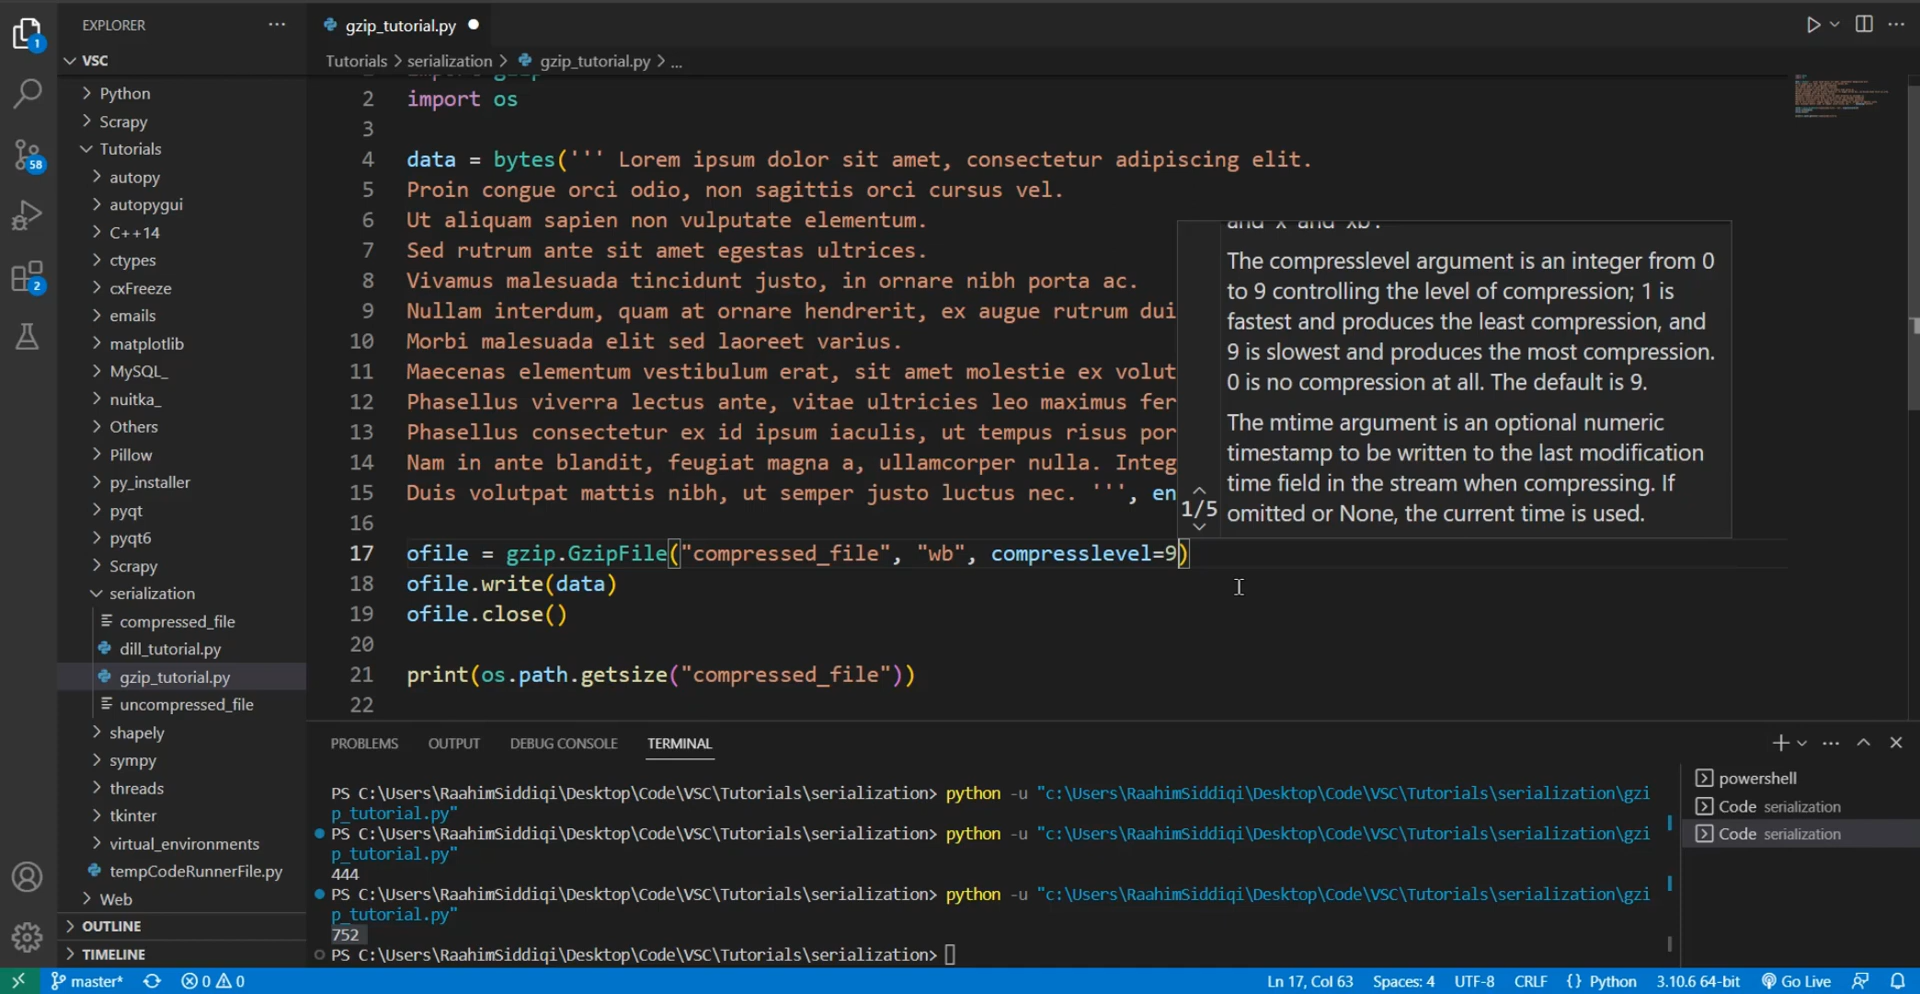 EXPLORER
gzip_tutorial.py
VSC
Tutorials > serialization > gzip_tutorial.py > ...
Python
Scrapy
Tutorials
autopy
autopygui
C++14
ctypes
cxFreeze
emails
matplotlib
MySQL_
nuitka_
Others
Pillow
py_installer
pyqt
pyqt6
Scrapy
serialization
compressed_file
dill_tutorial.py
gzip_tutorial.py
uncompressed_file
shapely
sympy
threads
tkinter
virtual_environments
tempCodeRunnerFile.py
Web
OUTLINE
TIMELINE
1
58
2
import gzip
2 import os
3
4 data = bytes(''' Lorem ipsum dolor sit amet, consectetur adipiscing elit.
5 Proin congue orci odio, non sagittis orci cursus vel.
6 Ut aliquam sapien non vulputate elementum.
7 Sed rutrum ante sit amet egestas ultrices.
8 Vivamus malesuada tincidunt justo, in ornare nibh porta ac.
9 Nullam interdum, quam at ornare hendrerit, ex augue rutrum dui
10 Morbi malesuada elit sed laoreet varius.
11 Maecenas elementum vestibulum erat, sit amet molestie ex volut
12 Phasellus viverra lectus ante, vitae ultricies leo maximus fer
13 Phasellus consectetur ex id ipsum iaculis, ut tempus risus por
14 Nam in ante blandit, feugiat magna a, ullamcorper nulla. Integ
15 Duis volutpat mattis nibh, ut semper justo luctus nec. ''', en
16
17 ofile = gzip.GzipFile("compressed_file", "wb", compresslevel=9)
18 ofile.write(data)
19 ofile.close()
20
21 print(os.path.getsize("compressed_file"))
22
and 'x' and 'xb'.
The compresslevel argument is an integer from 0
to 9 controlling the level of compression; 1 is
fastest and produces the least compression, and
9 is slowest and produces the most compression.
0 is no compression at all. The default is 9.
The mtime argument is an optional numeric
timestamp to be written to the last modification
time field in the stream when compressing. If
omitted or None, the current time is used.
1/5
PROBLEMS OUTPUT DEBUG CONSOLE TERMINAL
PS C:\Users\RaahimSiddiqi\Desktop\Code\VSC\Tutorials\serialization> python -u "c:\Users\RaahimSiddiqi\Desktop\Code\VSC\Tutorials\serialization\gzi
p_tutorial.py"
PS C:\Users\RaahimSiddiqi\Desktop\Code\VSC\Tutorials\serialization> python -u "c:\Users\RaahimSiddiqi\Desktop\Code\VSC\Tutorials\serialization\gzi
p_tutorial.py"
444
PS C:\Users\RaahimSiddiqi\Desktop\Code\VSC\Tutorials\serialization> python -u "c:\Users\RaahimSiddiqi\Desktop\Code\VSC\Tutorials\serialization\gzi
p_tutorial.py"
752
PS C:\Users\RaahimSiddiqi\Desktop\Code\VSC\Tutorials\serialization>
powershell
Code serialization
Code serialization
master* 0 0 Ln 17, Col 63 Spaces: 4 UTF-8 CRLF {} Python 3.10.6 64-bit Go Live